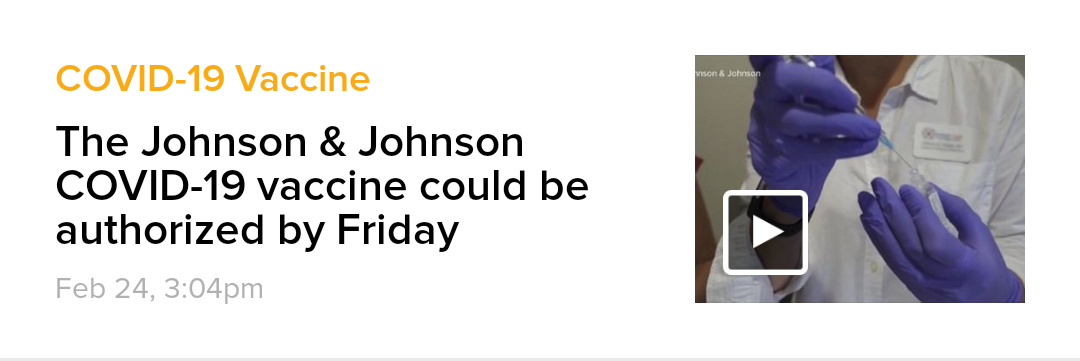 COVID-19 Vaccine
The Johnson & Johnson
COVID-19 vaccine could be
authorized by Friday
Feb 24, 3:04pm
& Johnson